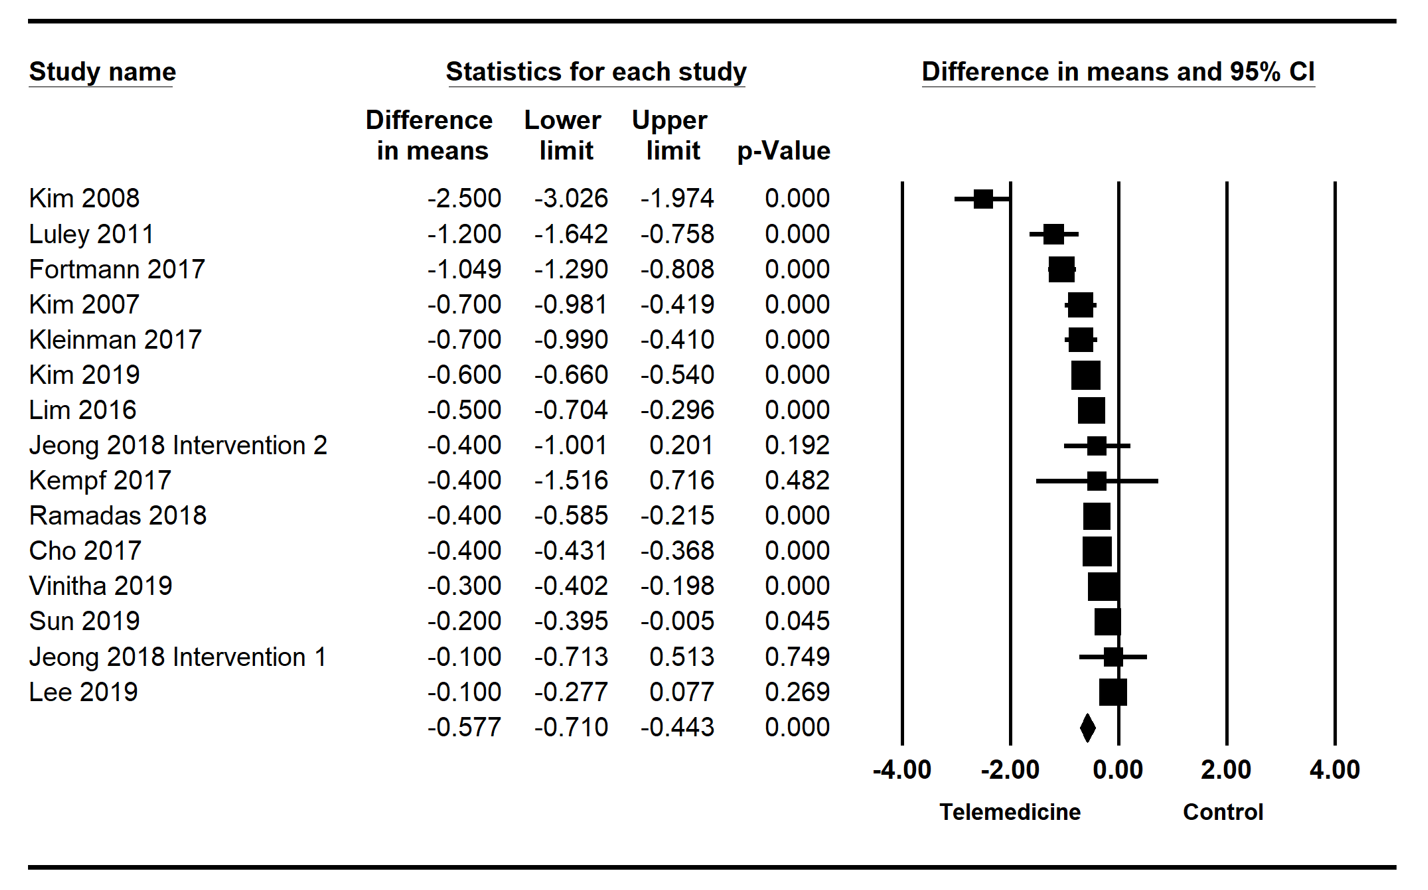 Study name Statistics for each study Difference in means and 95% CI
Difference Lower Upper
in means limit limit p-Value
Kim 2008 -2.500 -3.026 -1.974 0.000
Luley 2011 -1.200 -1.642 -0.758 0.000
Fortmann 2017 -1.049 -1.290 -0.808 0.000
Kim 2007 -0.700 -0.981 -0.419 0.000
Kleinman 2017 -0.700 -0.990 -0.410 0.000
Kim 2019 -0.600 -0.660 -0.540 0.000
Lim 2016 -0.500 -0.704 -0.296 0.000
Jeong 2018 Intervention 2 -0.400 -1.001 0.201 0.192
Kempf 2017 -0.400 -1.516 0.716 0.482
Ramadas 2018 -0.400 -0.585 -0.215 0.000
Cho 2017 -0.400 -0.431 -0.368 0.000
Vinitha 2019 -0.300 -0.402 -0.198 0.000
Sun 2019 -0.200 -0.395 -0.005 0.045
Jeong 2018 Intervention 1 -0.100 -0.713 0.513 0.749
Lee 2019 -0.100 -0.277 0.077 0.269
-0.577 -0.710 -0.443 0.000
-4.00 -2.00 0.00 2.00 4.00
Telemedicine Control